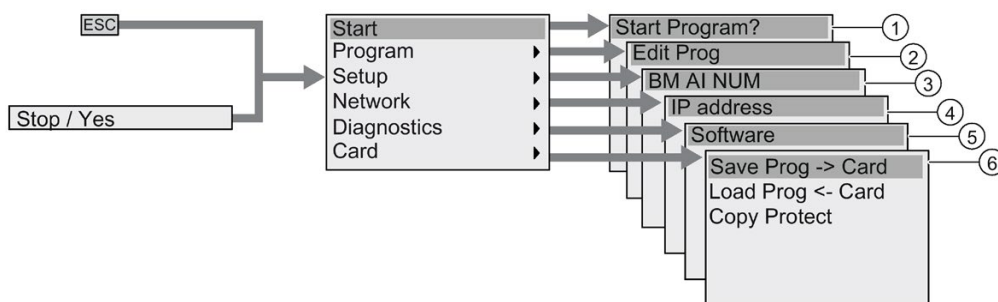 ESC
Stop / Yes
Start
Program
Setup
Network
Diagnostics
Card
Start Program?
1
Edit Prog
2
BM AI NUM
3
IP address
4
Software
5
Save Prog -> Card
6
Load Prog <- Card
Copy Protect